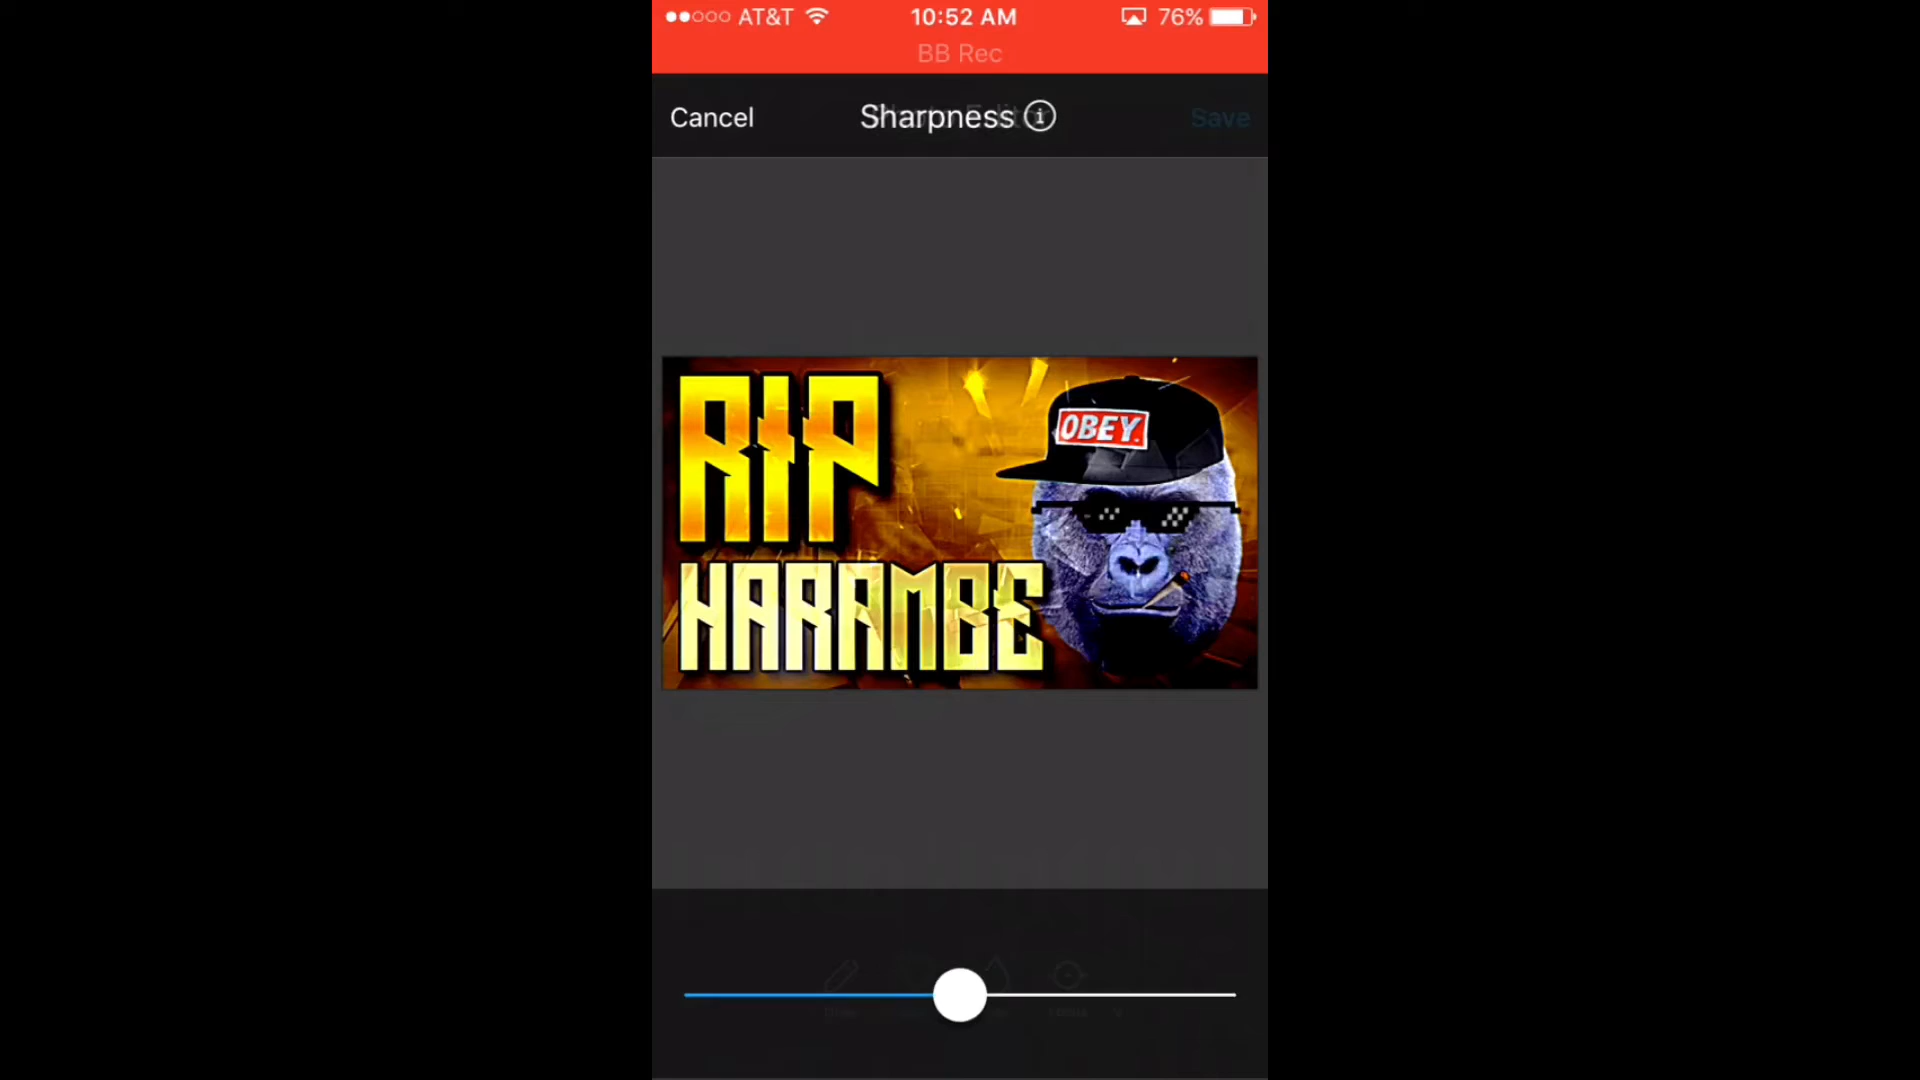 AT&T 10:52 AM 76%
BB Rec
Cancel Sharpness Save
RIP
OBEY.
HARAMBE